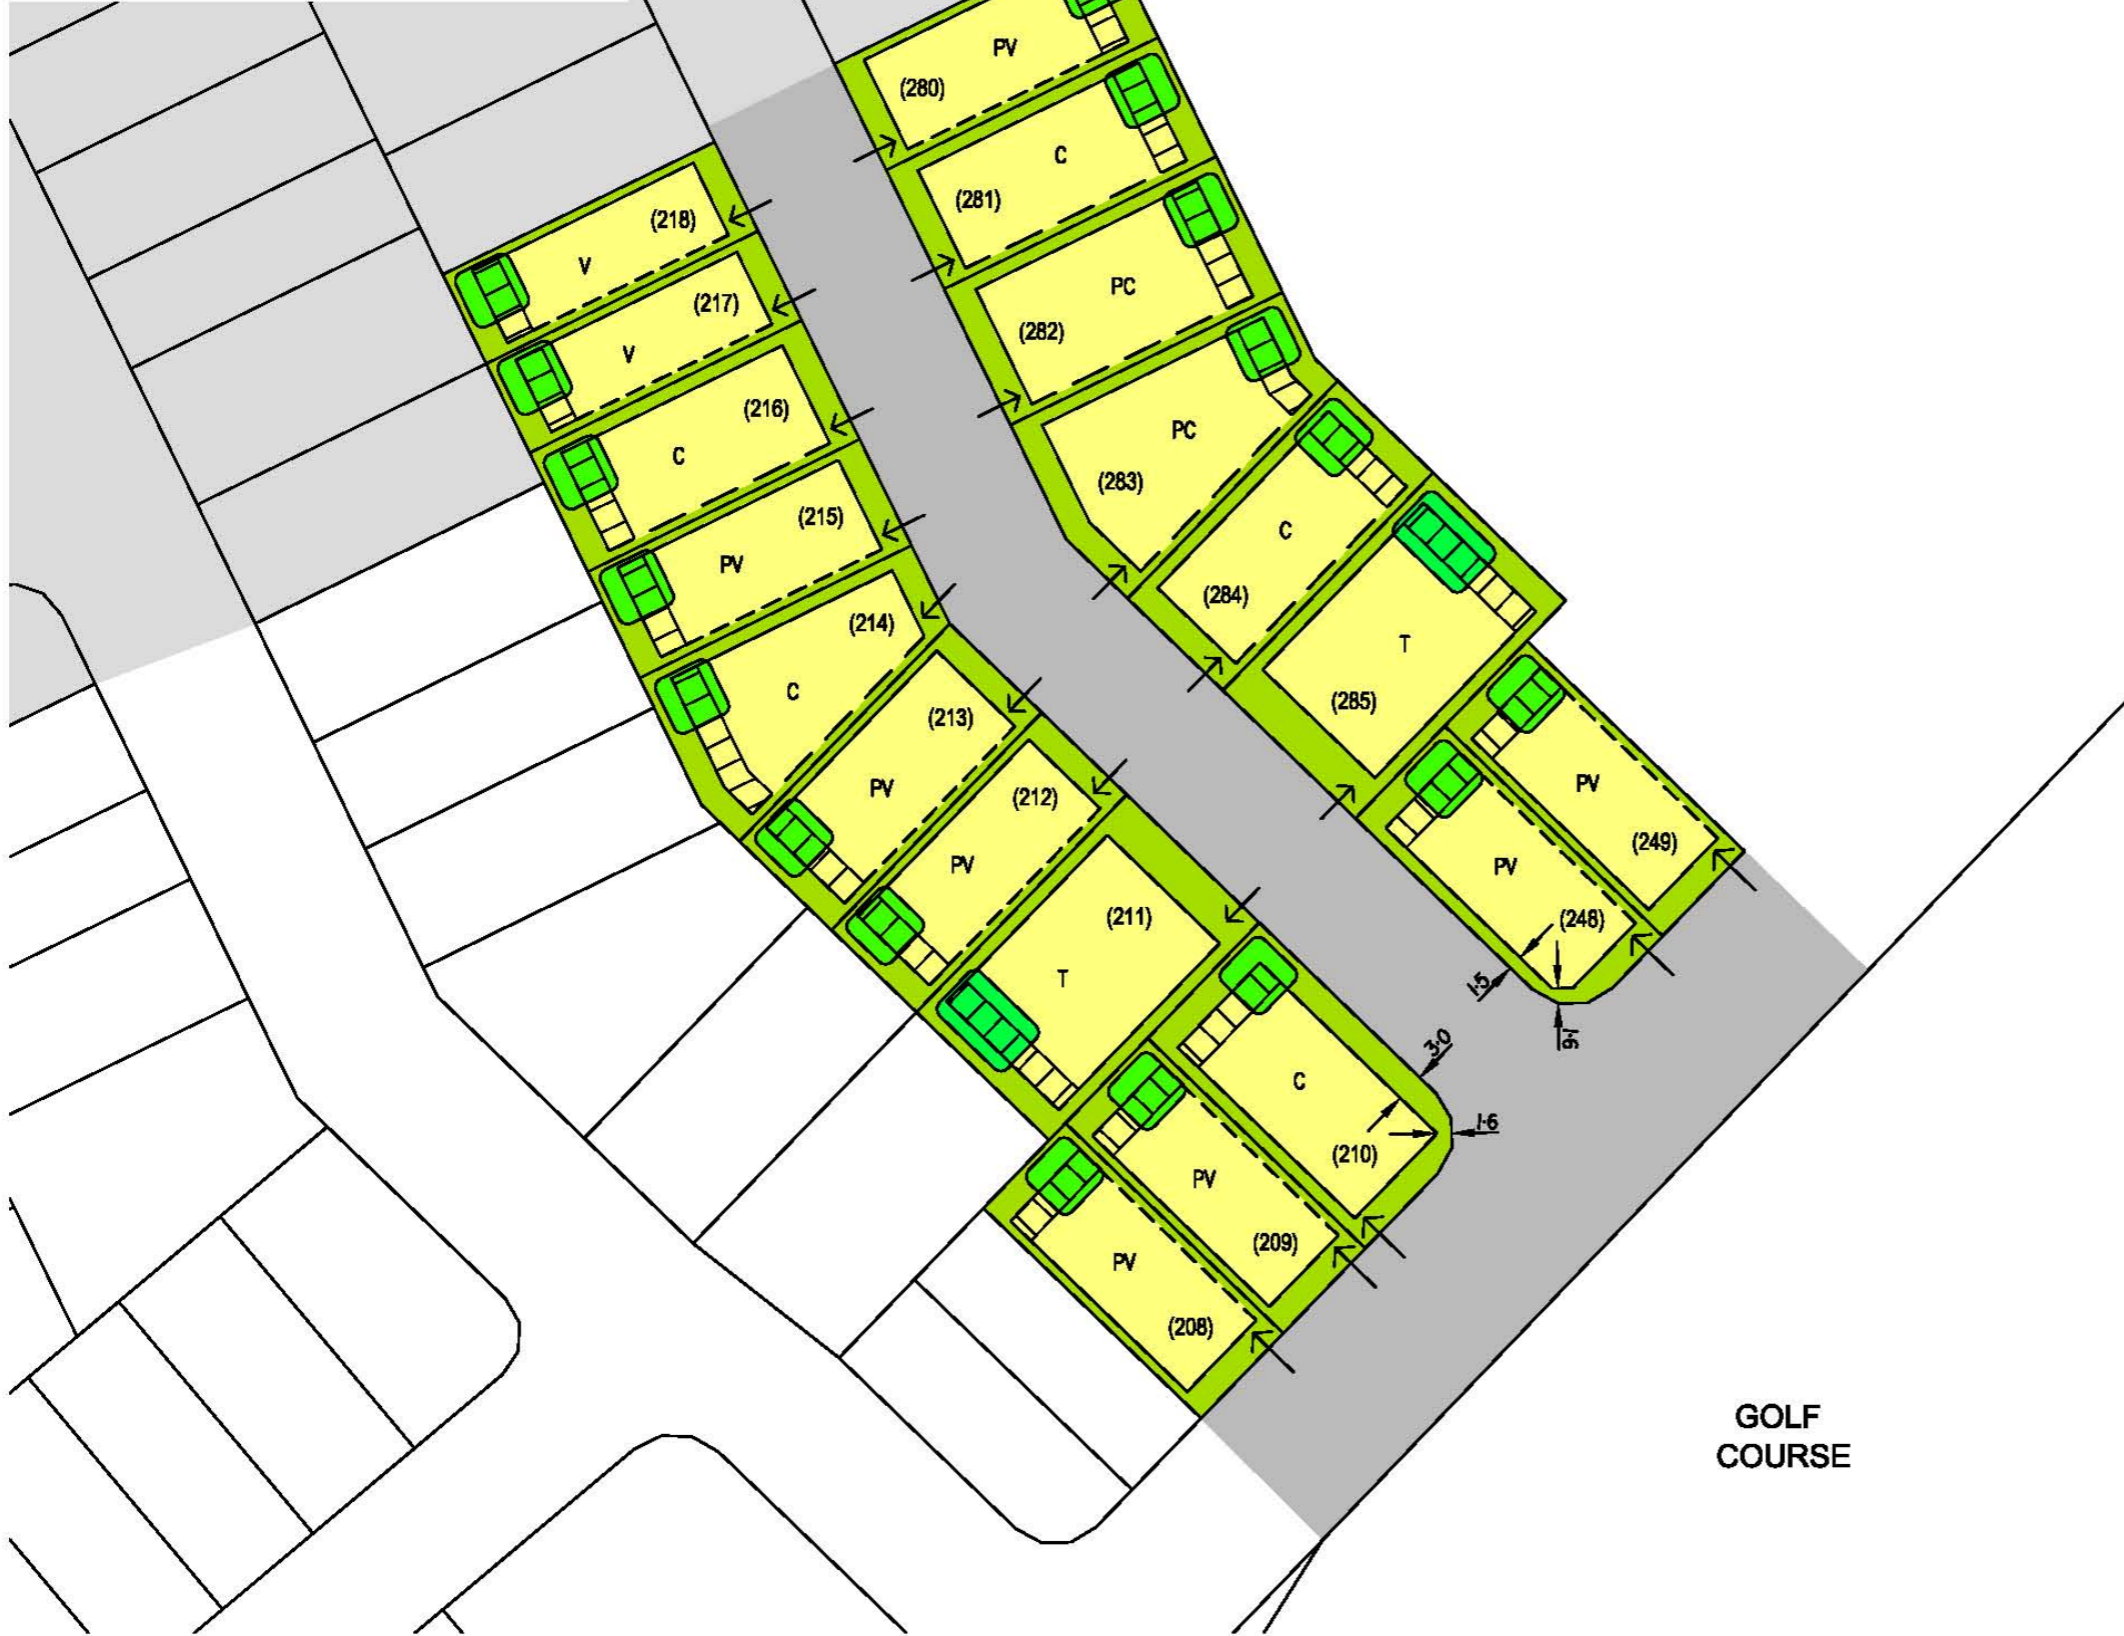 PV
(280)
C
(281)
PC
(282)
PC
(283)
C
(284)
T
(285)
(218)
V
(217)
V
(216)
C
(215)
PV
(214)
C
(213)
PV
(212)
PV
(211)
T
PV
(249)
PV
(248)
1·5
1·6
3·0
1·6
C
(210)
PV
(209)
PV
(208)
GOLF
COURSE